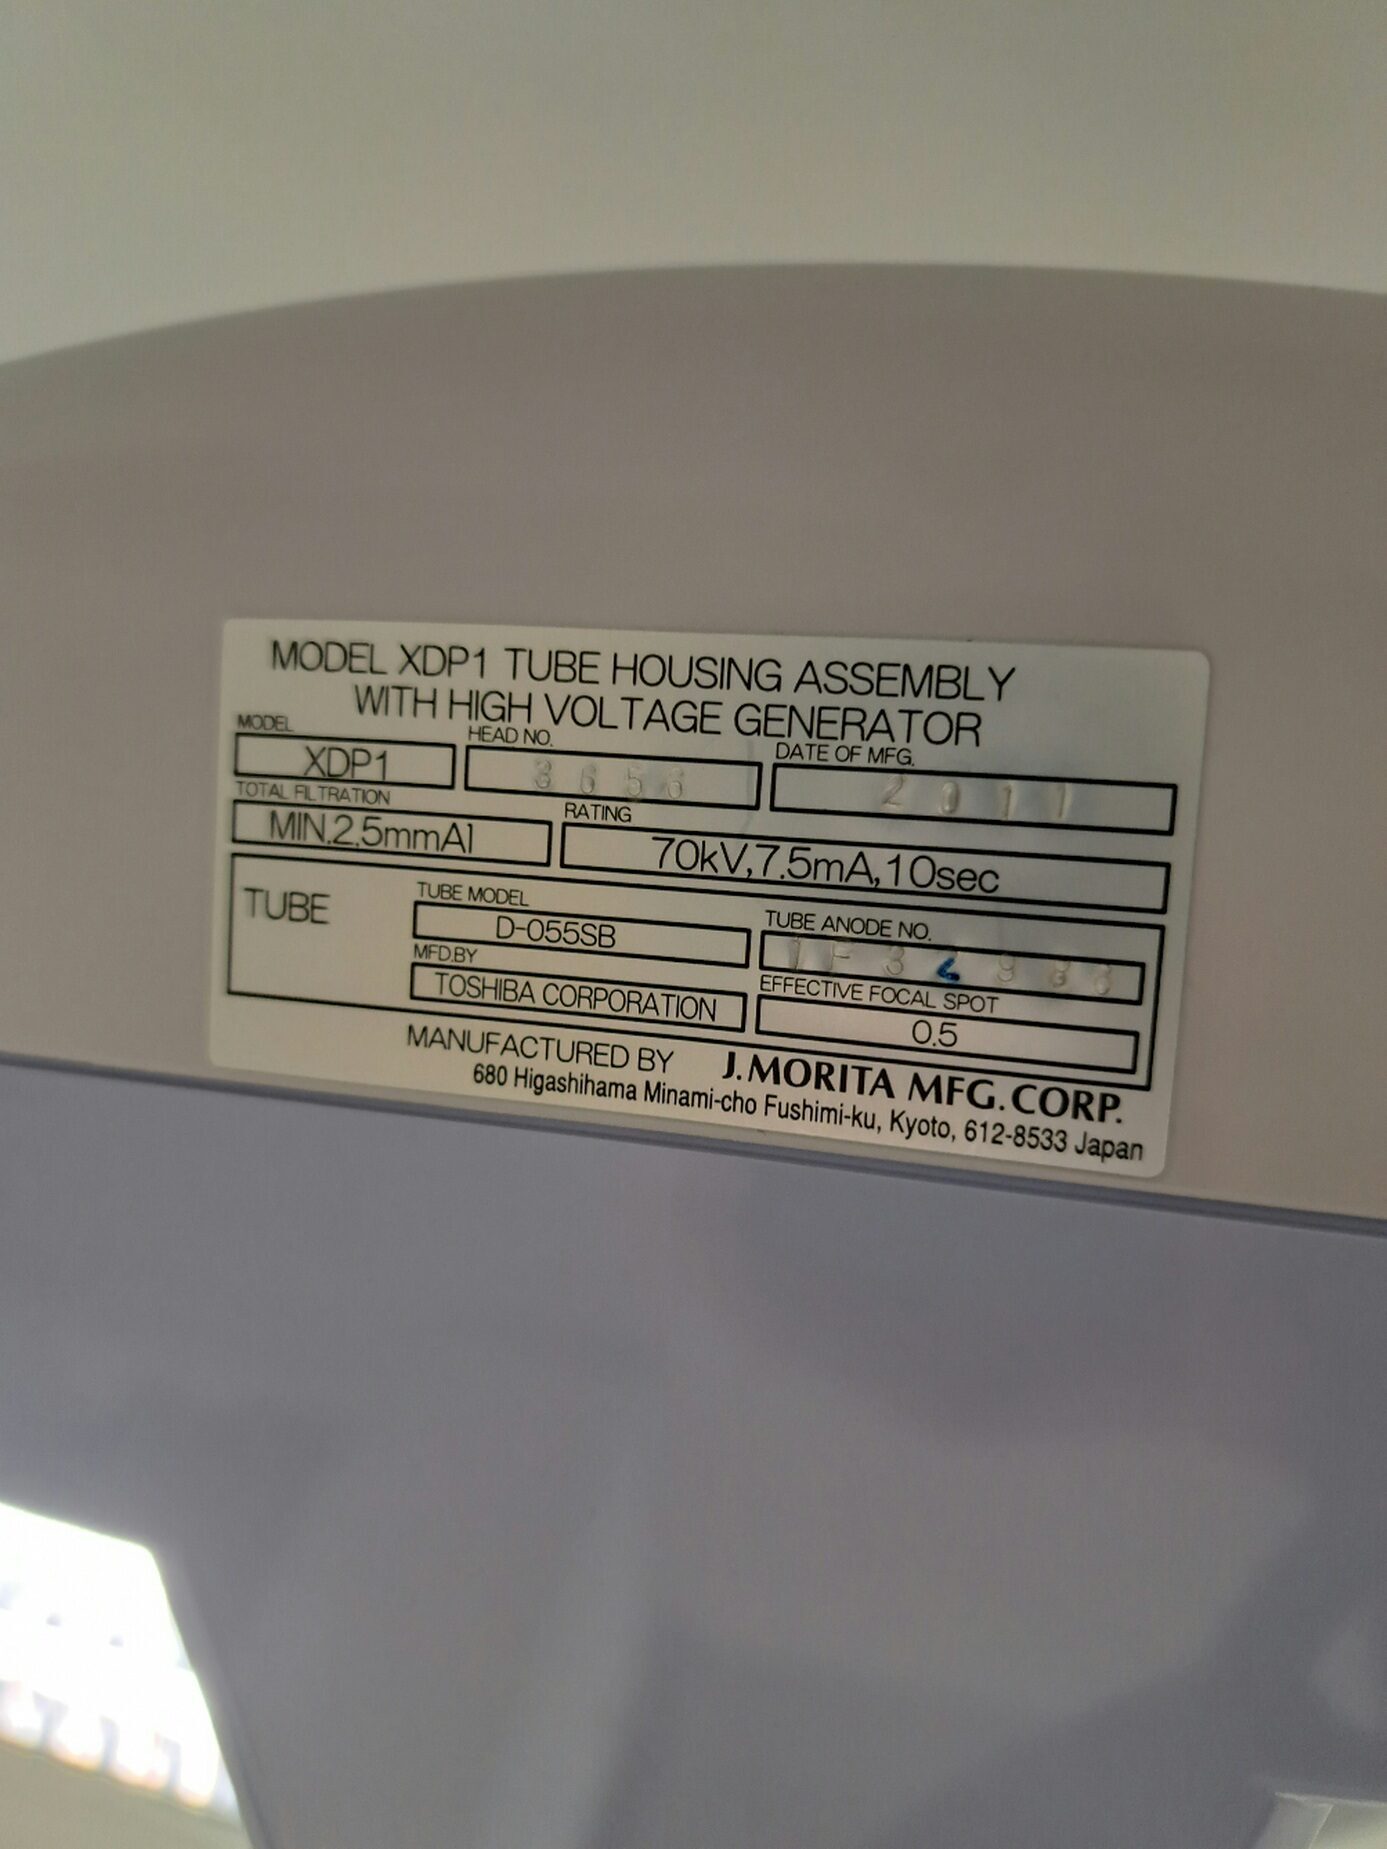 MODEL XDP1 TUBE HOUSING ASSEMBLY
WITH HIGH VOLTAGE GENERATOR
MODEL
XDP1
HEAD NO.
3656
DATE OF MFG.
2011
TOTAL FILTRATION
MIN.2.5mmAl
RATING
70kV,7.5mA,10sec
TUBE
TUBE MODEL
D-055SB
TUBE ANODE NO.
MFD.BY
TOSHIBA CORPORATION
EFFECTIVE FOCAL SPOT
0.5
MANUFACTURED BY J.MORITA MFG.CORP.
680 Higashihama Minami-cho Fushimi-ku, Kyoto, 612-8533 Japan